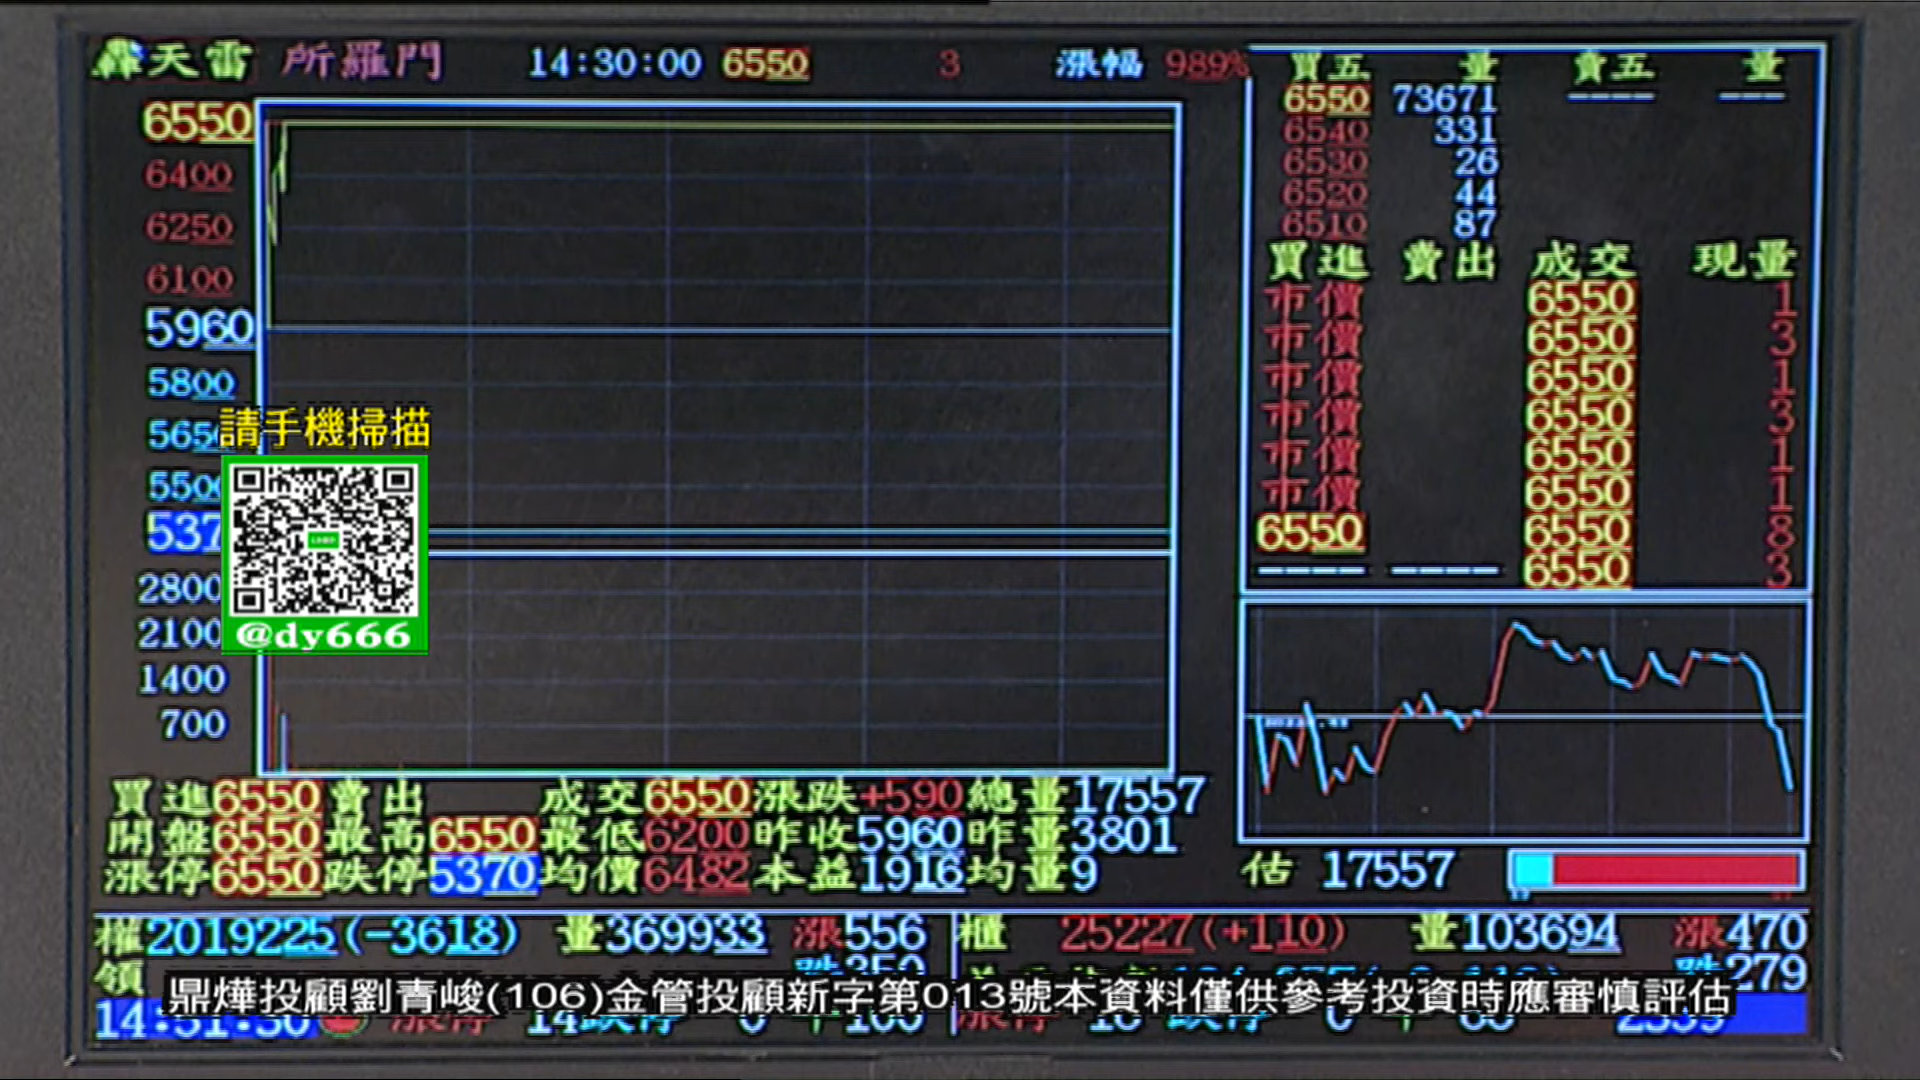 轟天雷 所羅門 14:30:00 6550 3 漲幅 989%
買五 量 賣五 量
6550 73671 ---- ---
6540 331
6530 26
6520 44
6510 87
6550
6400
6250
6100
5960
5800
5500
2800
2100
1400
700
請手機掃描
@dy666
買進 賣出 成交 現量
市價 6550 1
市價 6550 3
市價 6550 1
市價 6550 3
市價 6550 1
市價 6550 1
6550 6550 8
---- ---- 6550 3
買進6550賣出 成交6550漲跌+590總量17557
開盤6550最高6550最低6200昨收5960昨量3801
漲停6550跌停5370均價6482本益1916均量9
估 17557
權2019225(-3618) 量369933 漲556
櫃 25227(+110) 量103694 漲470
領 跌350 跌279
鼎燁投顧劉青峻(106)金管投顧新字第013號本資料僅供參考投資時應審慎評估